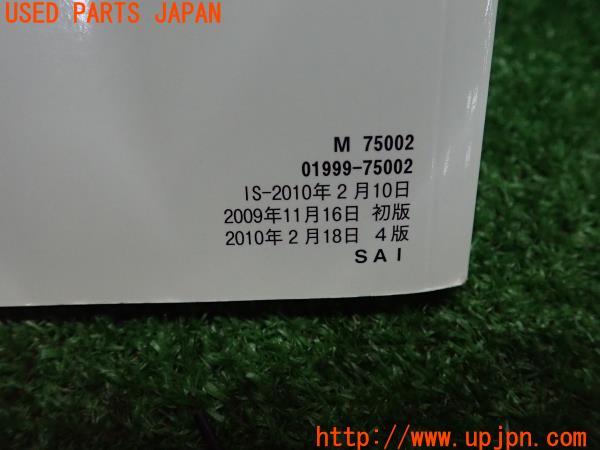 USED PARTS JAPAN
M 75002
01999-75002
IS-2010年2月10日
2009年11月16日 初版
2010年2月18日 4版
SAI
http://www.upjpn.com/